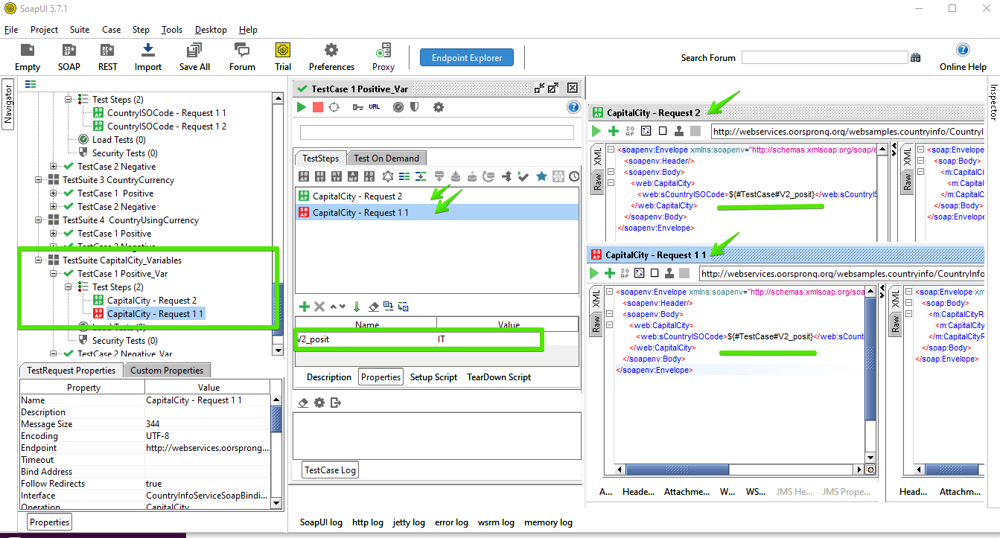 SoapUI 5.7.1
File Project Suite Case Step Tools Desktop Help
Empty SOAP REST Import Save All Forum Trial Preferences Proxy Endpoint Explorer Search Forum Online Help
Navigator
Inspector
Test Steps (2)
CountryISOCode - Request 1 1
CountryISOCode - Request 1 2
Load Tests (0)
Security Tests (0)
TestCase 2 Negative
TestSuite 3 CountryCurrency
TestCase 1 Positive
TestCase 2 Negative
TestSuite 4 CountryUsingCurrency
TestCase 1 Positive
TestCase 2 Negative
TestSuite CapitalCity_Variables
TestCase 1 Positive_Var
Test Steps (2)
CapitalCity - Request 2
CapitalCity - Request 1 1
Load Tests (0)
Security Tests (0)
TestCase 2 Negative_Var
TestRequest Properties Custom Properties
Property Value
Name CapitalCity - Request 1 1
Description
Message Size 344
Encoding UTF-8
Endpoint http://webservices.oorsprong...
Timeout
Bind Address
Follow Redirects true
Interface CountryInfoServiceSoapBindi...
Operation CapitalCity
Properties
TestCase 1 Positive_Var
URL
TestSteps Test On Demand
CapitalCity - Request 2
CapitalCity - Request 1 1
Name Value
V2_posit IT
Description Properties Setup Script TearDown Script
TestCase Log
SoapUI log http log jetty log error log wsrm log memory log
CapitalCity - Request 2
http://webservices.oorsprong.org/websamples.countryinfo/CountryI
XML
Raw
<soapenv:Envelope xmlns:soapenv="http://schemas.xmlsoap.org/soap/e
<soapenv:Header/>
<soapenv:Body>
<web:CapitalCity>
<web:sCountryISOCode>${#TestCase#V2_posit}</web:sCountryIS
</web:CapitalCity>
</soapenv:Body>
</soapenv:Envelope>
XML
Raw
<soap:Envelope
<soap:Body>
<m:CapitalCi
<m:Capital
</m:CapitalC
</soap:Body>
</soap:Envelop
CapitalCity - Request 1 1
http://webservices.oorsprong.org/websamples.countryinfo/CountryInfo
XML
Raw
<soapenv:Envelope xmlns:soapenv="http://schemas.xmlsoap.org/soa
<soapenv:Header/>
<soapenv:Body>
<web:CapitalCity>
<web:sCountryISOCode>${#TestCase#V2_posit}</web:sCount
</web:CapitalCity>
</soapenv:Body>
</soapenv:Envelope>
XML
Raw
<soap:Envelope xm
<soap:Body>
<m:CapitalCityR
<m:CapitalCit
</m:CapitalCityR
</soap:Body>
</soap:Envelope>
A... Heade... Attachme... W... WS... JMS He... JMS Prope...
Head... Attachm...